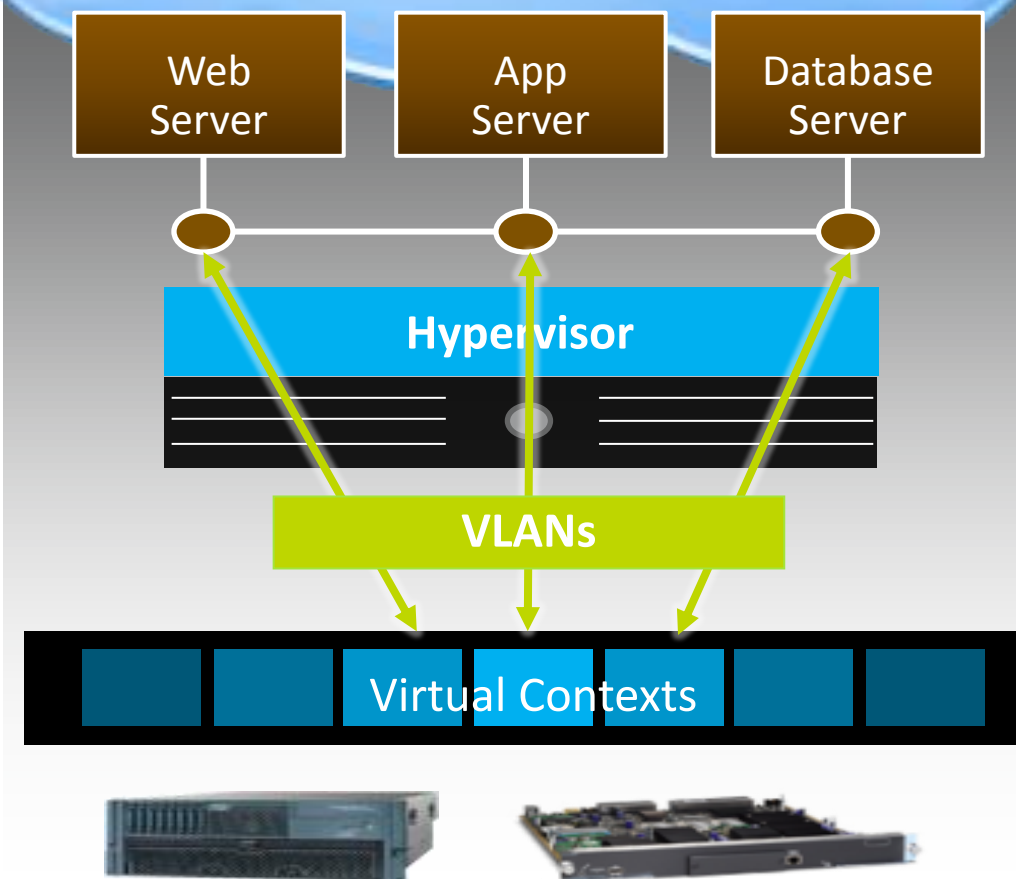 Web
Server
App
Server
Database
Server
Hypervisor
VLANs
Virtual Contexts